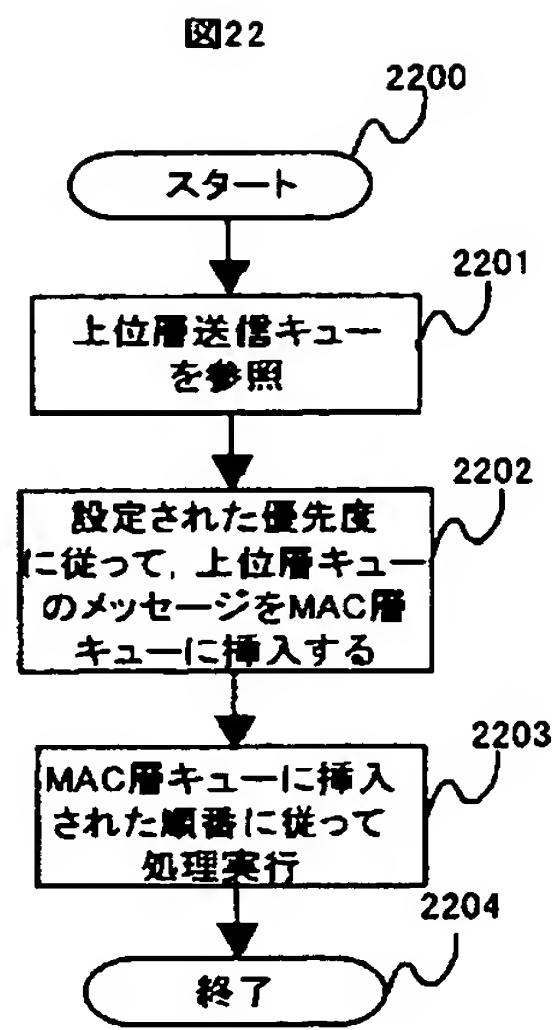 図22
2200
スタート
2201
上位層送信キュー
を参照
2202
設定された優先度
に従って, 上位層キュー
のメッセージをMAC層
キューに挿入する
2203
MAC層キューに挿入
された順番に従って
処理実行
2204
終了